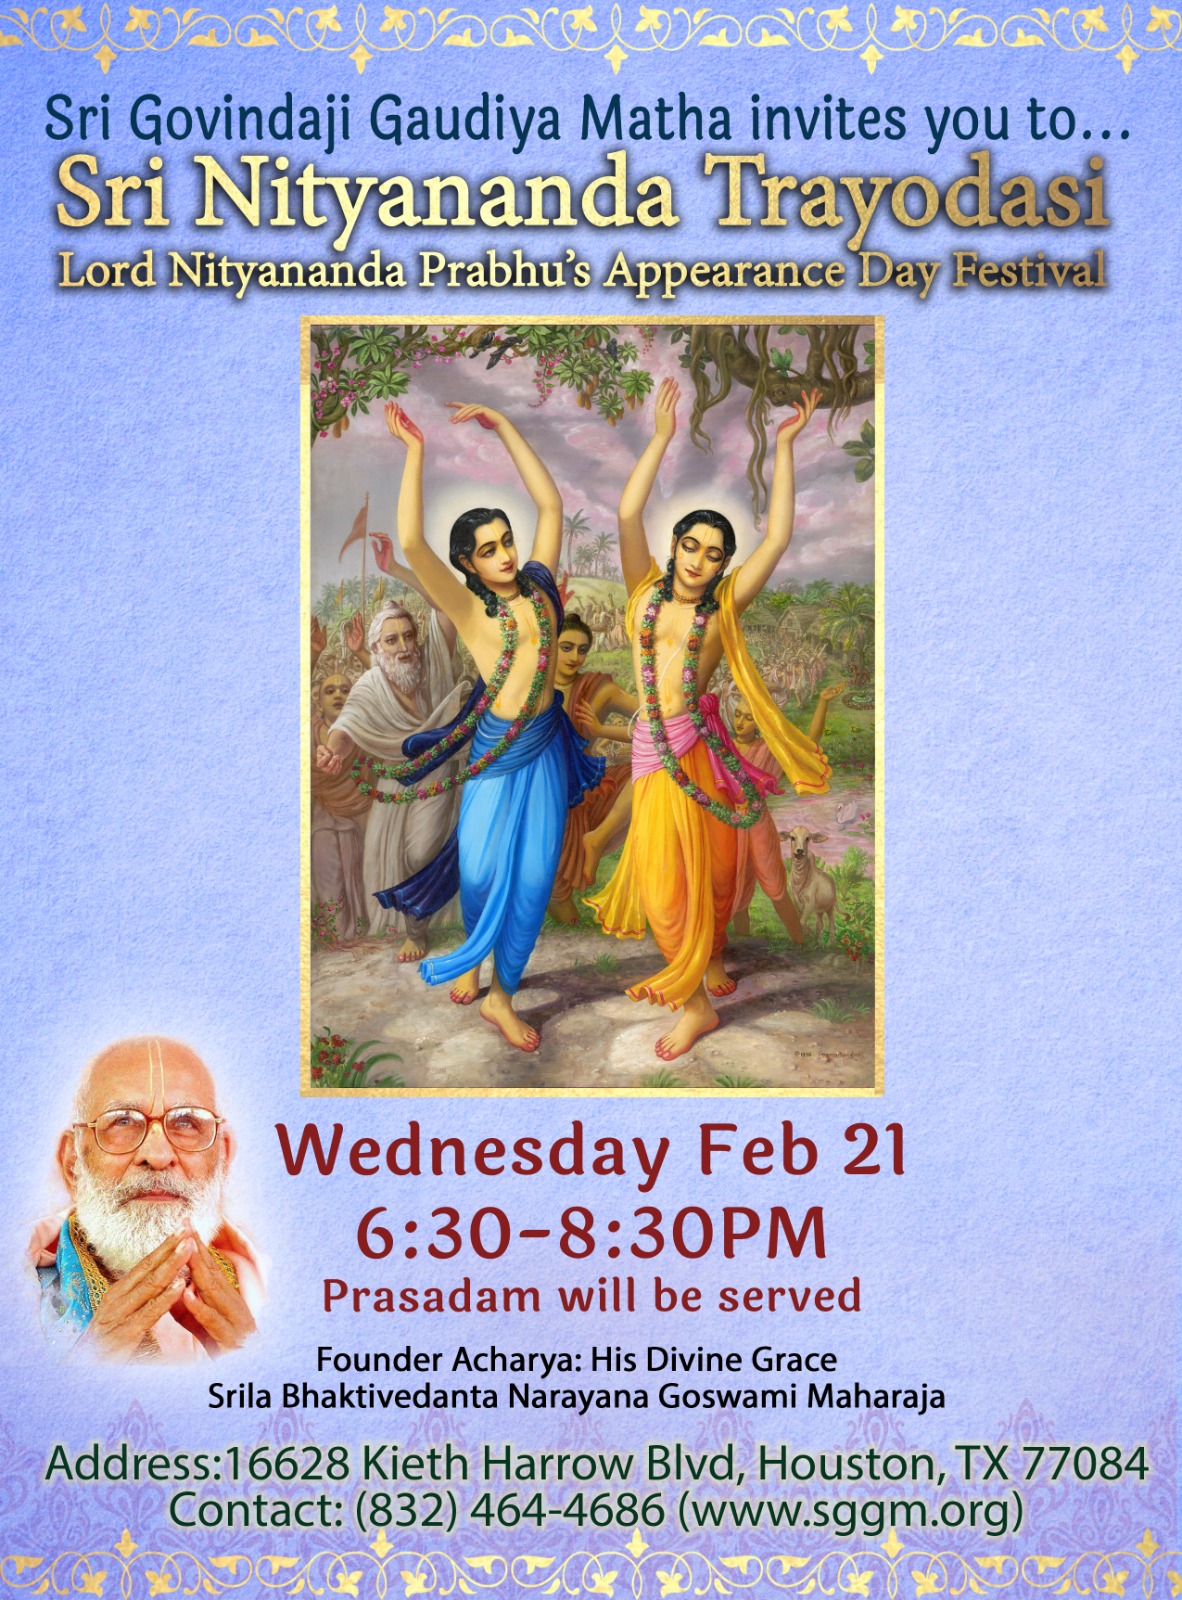 Sri Govindaji Gaudiya Matha invites you to...
Sri Nityananda Trayodasi
Lord Nityananda Prabhu's Appearance Day Festival
Wednesday Feb 21
6:30-8:30PM
Prasadam will be served
Founder Acharya: His Divine Grace
Srila Bhaktivedanta Narayana Goswami Maharaja
Address:16628 Kieth Harrow Blvd, Houston, TX 77084
Contact: (832) 464-4686 (www.sggm.org)